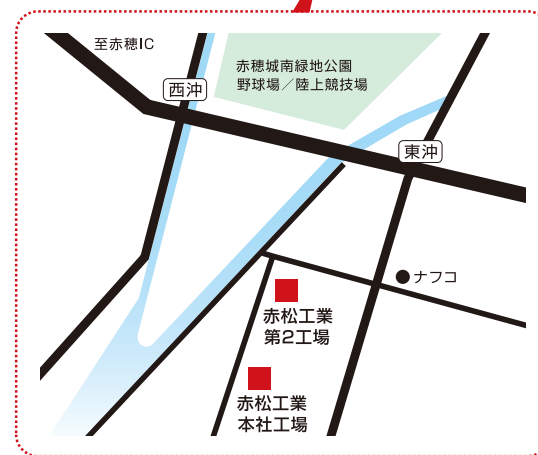 至赤穂IC
赤穂城南緑地公園
野球場／陸上競技場
西沖
東沖
ナフコ
赤松工業
第2工場
赤松工業
本社工場